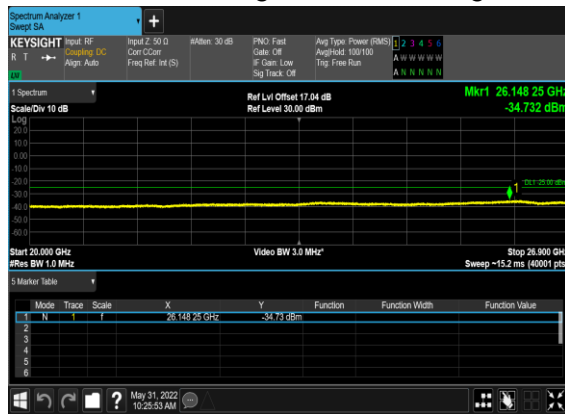 Spectrum Analyzer 1
Swept SA
+
KEYSIGHT Input: RF Input Z: 50 Ω #Atten: 30 dB PNO: Fast Avg Type: Power (RMS) 1 2 3 4 5 6
R T Coupling: DC Corr CCorr Gate: Off Avg|Hold: 100/100 A W W W W W
Align: Auto Freq Ref: Int (S) IF Gain: Low Trig: Free Run
LXI Sig Track: Off A N N N N N
1 Spectrum Ref Lvl Offset 17.04 dB Mkr1 26.148 25 GHz
Scale/Div 10 dB Ref Level 30.00 dBm -34.732 dBm
Log
20.0
10.0
0.00
-10.0
-20.0
DL1 -25.00 dBm
1
-30.0
-40.0
-50.0
-60.0
Start 20.000 GHz Video BW 3.0 MHz* Stop 26.900 GHz
#Res BW 1.0 MHz Sweep ~15.2 ms (40001 pts)
5 Marker Table
Mode Trace Scale X Y Function Function Width Function Value
1 N 1 f 26.148 25 GHz -34.73 dBm
2
3
4
5
6
? May 31, 2022
10:25:53 AM